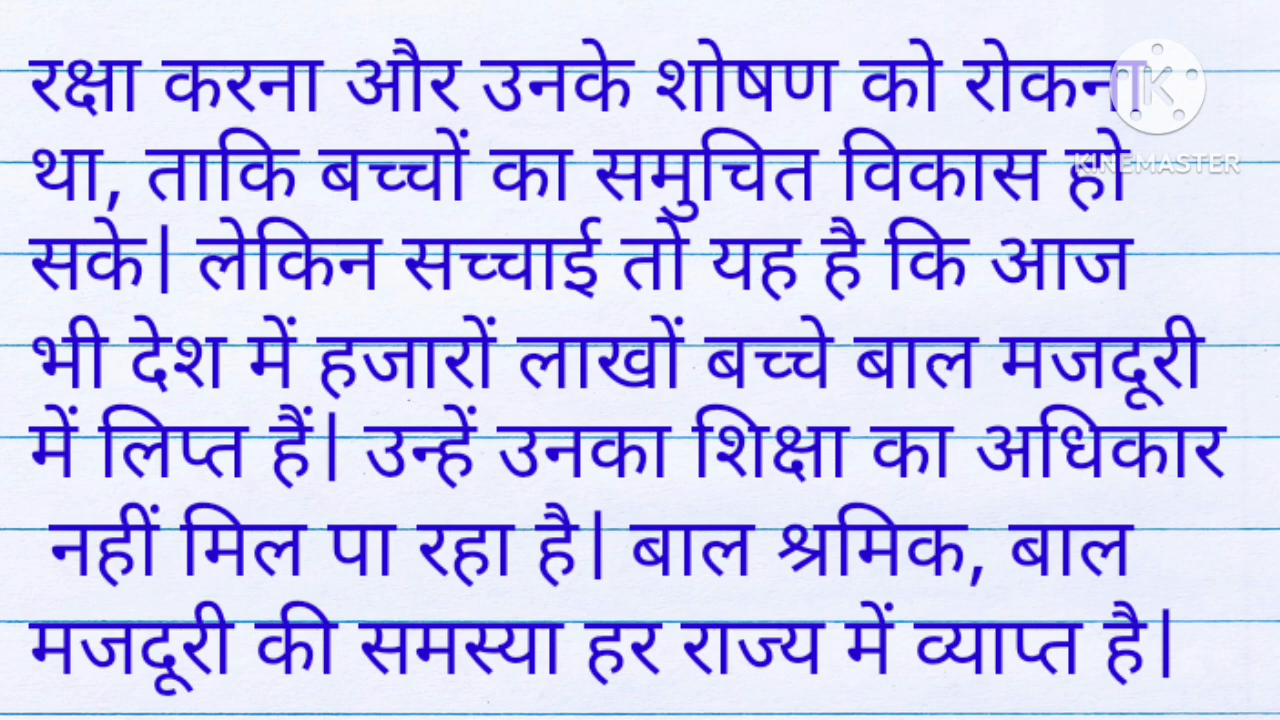 रक्षा करना और उनके शोषण को रोकना
था, ताकि बच्चों का समुचित विकास हो
सके| लेकिन सच्चाई तो यह है कि आज
भी देश में हजारों लाखों बच्चे बाल मजदूरी
में लिप्त हैं| उन्हें उनका शिक्षा का अधिकार
नहीं मिल पा रहा है| बाल श्रमिक, बाल
मजदूरी की समस्या हर राज्य में व्याप्त है|
K
KINEMASTER